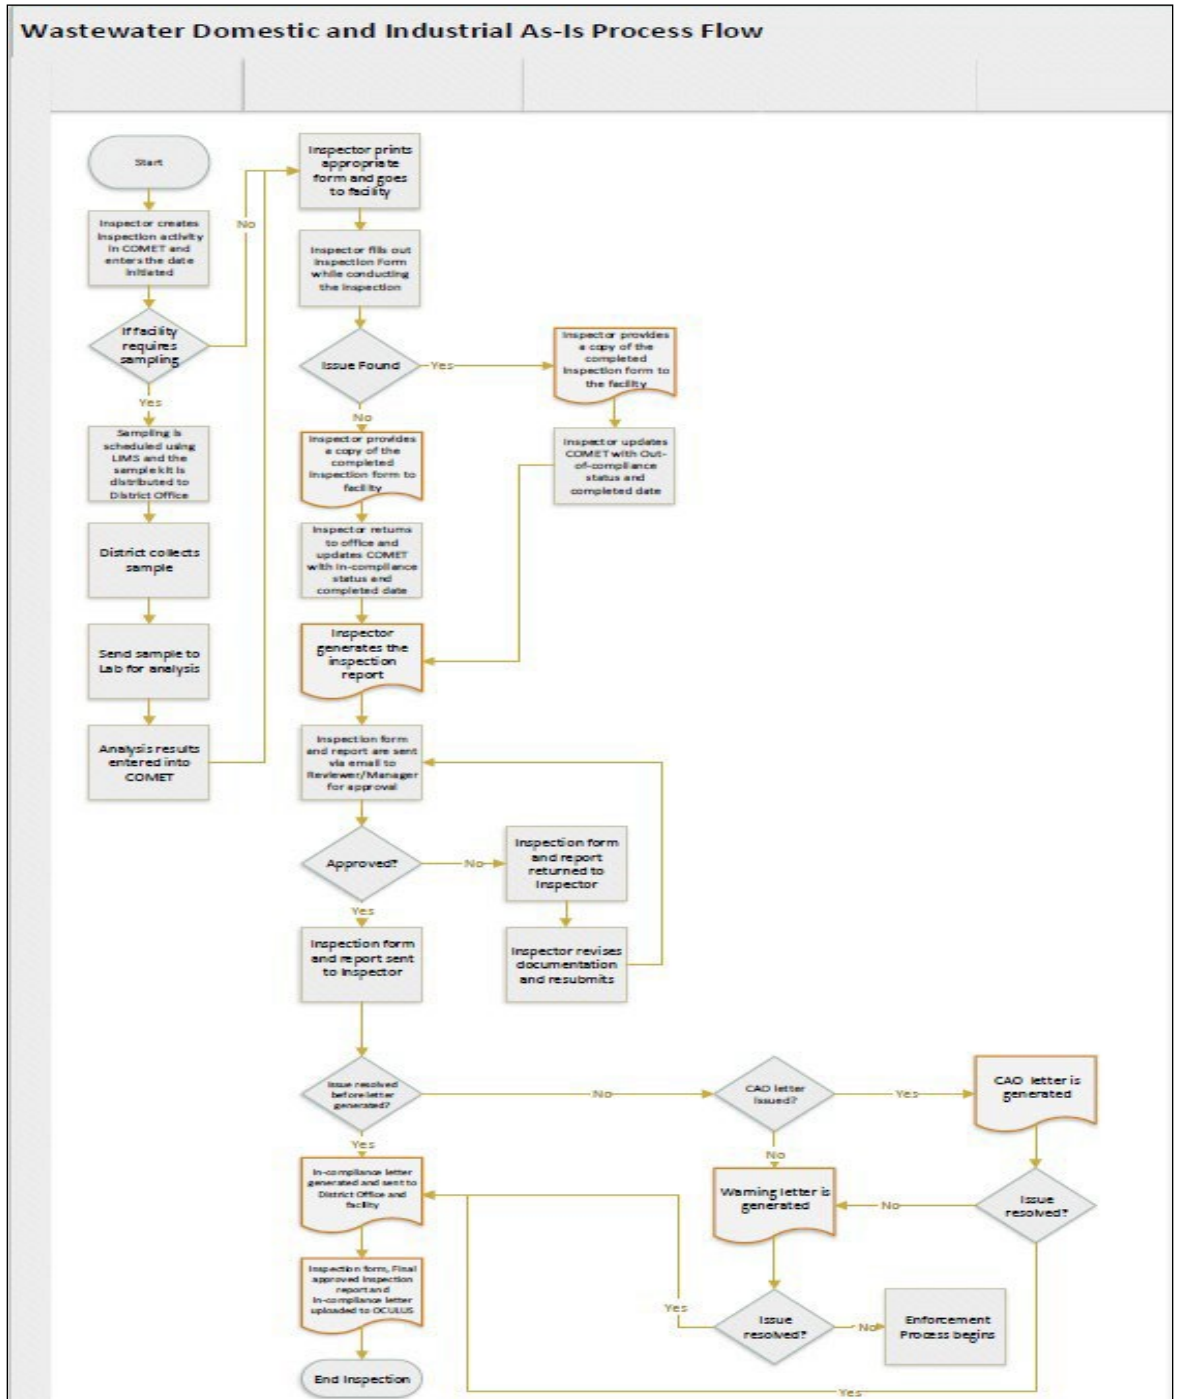 Wastewater Domestic and Industrial As-Is Process Flow
Start
Inspector creates
inspection activity
in COMET and
enters the date
initiated
If facility
requires
sampling
No
Yes
Sampling is
scheduled using
LIMS and the
sample kit is
distributed to
District Office
District collects
sample
Send sample to
Lab for analysis
Analysis results
entered into
COMET
Inspector prints
appropriate
form and goes
to facility
Inspector fills out
Inspection Form
while conducting
the inspection
Issue Found
Yes
No
Inspector provides
a copy of the
completed
inspection form to
the facility
Inspector updates
COMET with Out-
of-compliance
status and
completed date
Inspector provides
a copy of the
completed
inspection form to
facility
Inspector returns
to office and
updates COMET
with in-compliance
status and
completed date
Inspector
generates the
inspection
report
Inspection form
and report are sent
via email to
Reviewer/Manager
for approval
Approved?
No
Yes
Inspection form
and report
returned to
Inspector
Inspector revises
documentation
and resubmits
Inspection form
and report sent
to Inspector
Issue resolved
before letter
generated?
No
Yes
CAO letter
issued?
Yes
No
CAO letter is
generated
Issue
resolved?
No
Yes
Warning letter is
generated
Issue
resolved?
Yes
No
Enforcement
Process begins
In-compliance letter
generated and sent to
District Office and
facility
Inspection form, Final
approved Inspection
report and
In-compliance letter
uploaded to OCULUS
End Inspection